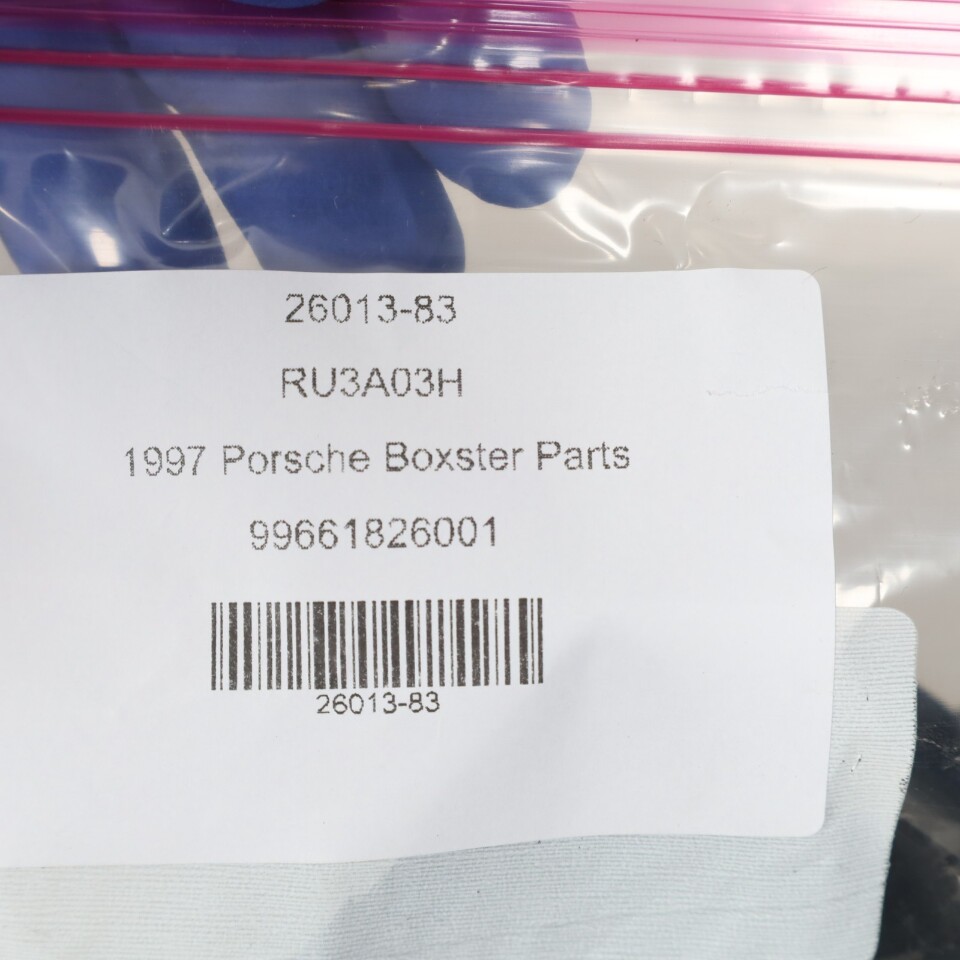 26013-83
RU3A03H
1997 Porsche Boxster Parts
99661826001
26013-83